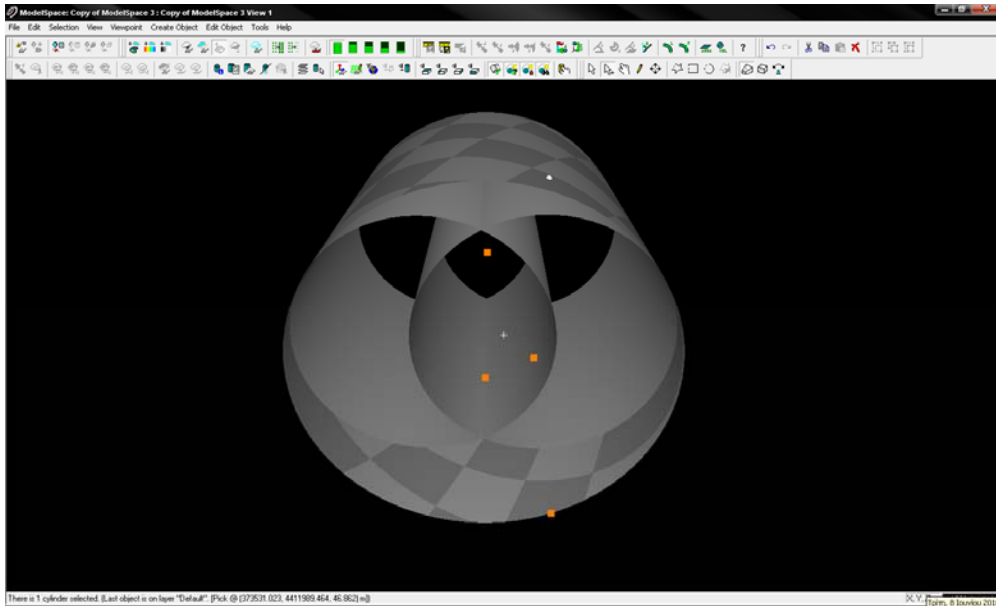 ModelSpace: Copy of ModelSpace 3 : Copy of ModelSpace 3 View 1
File Edit Selection View Viewpoint Create Object Edit Object Tools Help
There is 1 cylinder selected. (Last object is on layer "Default". [Pick @ (373531.023, 4411989.464, 46.862) m])
X, Y,
Τρίτη, 8 Ιουνίου 201